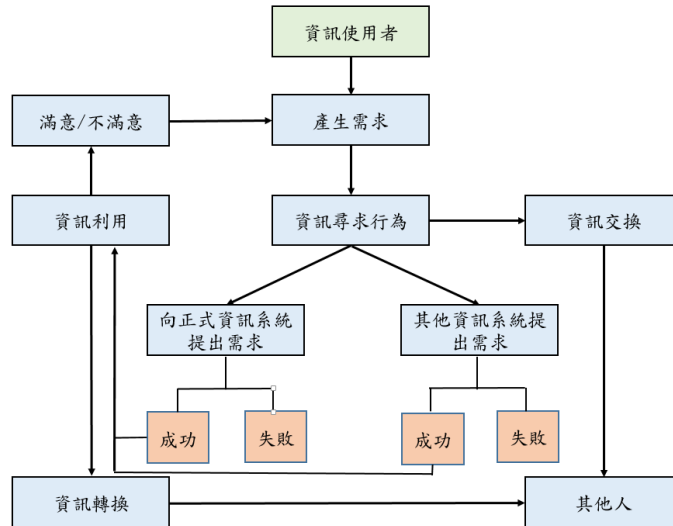 資訊使用者
滿意/不滿意
產生需求
資訊利用
資訊尋求行為
資訊交換
向正式資訊系統
提出需求
其他資訊系統提
出需求
成功
失敗
成功
失敗
資訊轉換
其他人